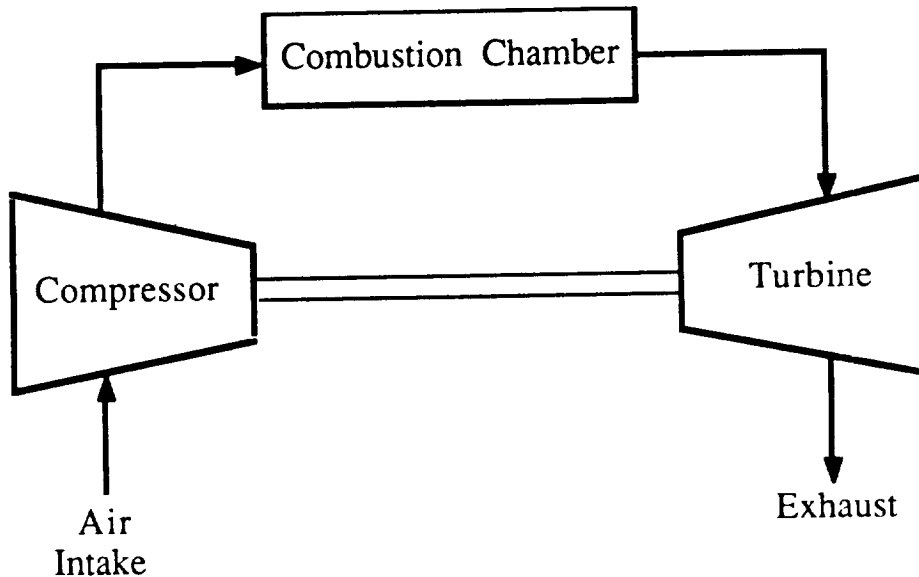 Combustion Chamber
Compressor
Turbine
Air
Intake
Exhaust